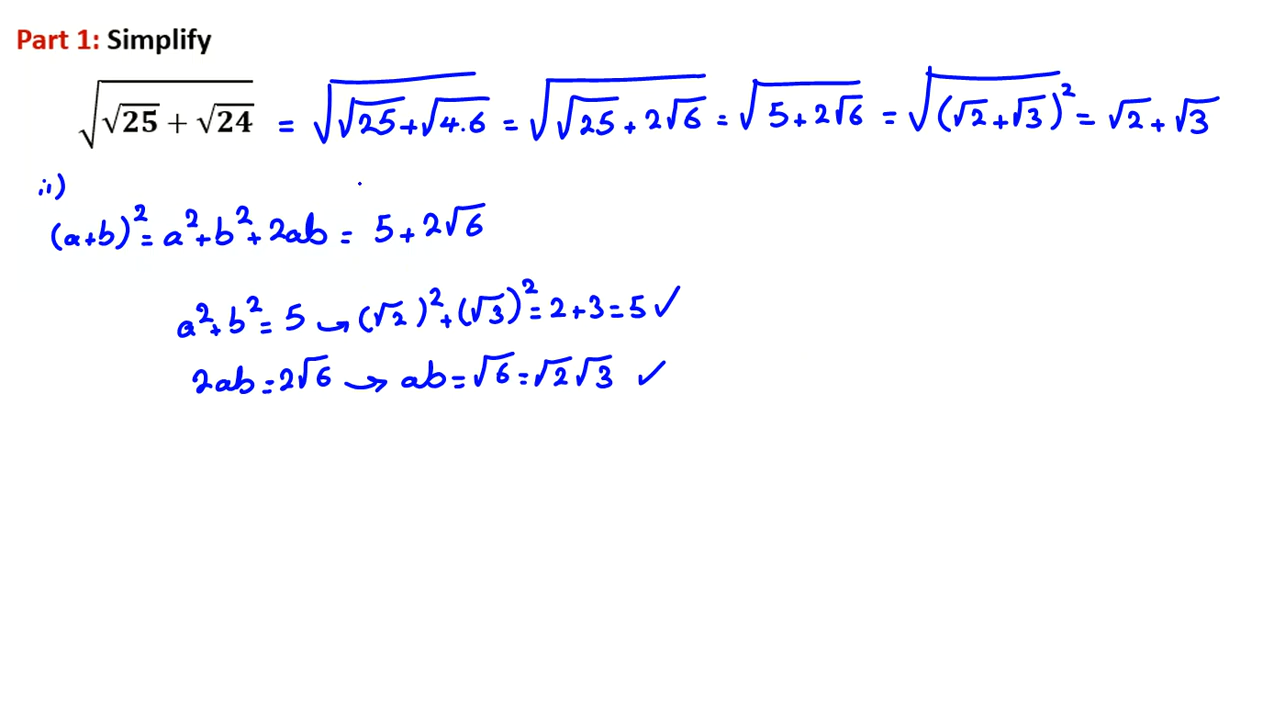 Part 1: Simplify
√(√25 + √24) = √(√25 + √4.6) = √(√25 + 2√6) = √(5 + 2√6) = √((√2 + √3)²) = √2 + √3
∴)
(a+b)² = a² + b² + 2ab = 5 + 2√6
a² + b² = 5 → (√2)² + (√3)² = 2 + 3 = 5 ✓
2ab = 2√6 → ab = √6 = √2√3 ✓